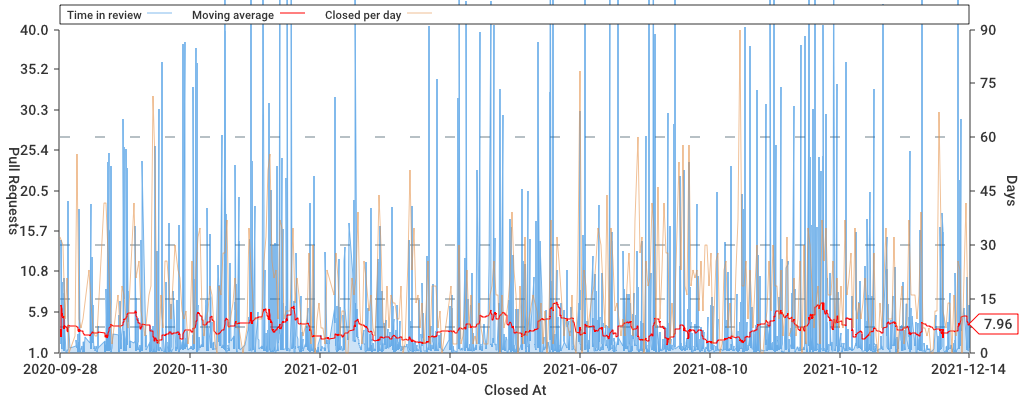 Time in review Moving average Closed per day
40.0 90
35.2 75
30.3 60
25.4 45
20.5 30
15.7 15
10.8 0
5.9
1.0
Pull Requests
Days
7.96
2020-09-28 2020-11-30 2021-02-01 2021-04-05 2021-06-07 2021-08-10 2021-10-12 2021-12-14
Closed At